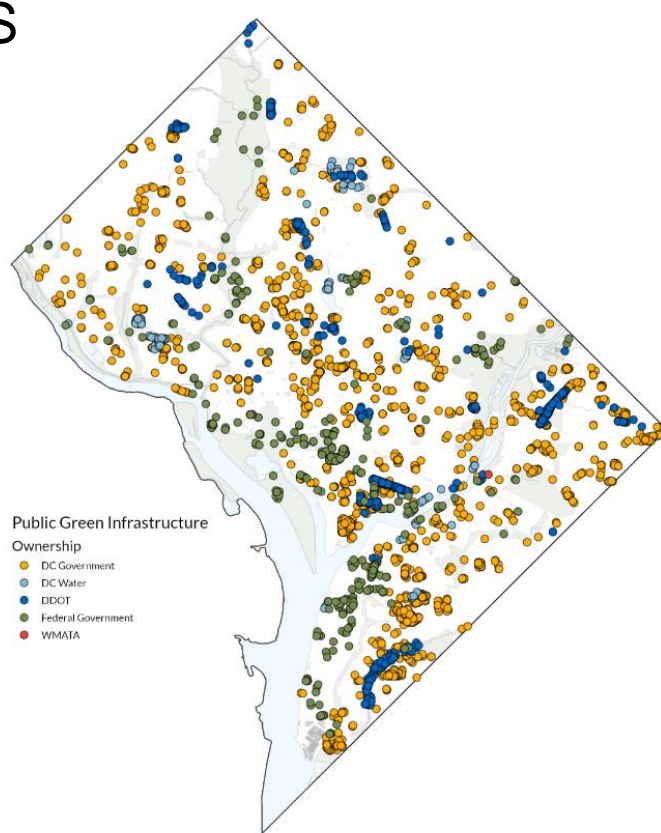 S
Public Green Infrastructure
Ownership
DC Government
DC Water
DDOT
Federal Government
WMATA